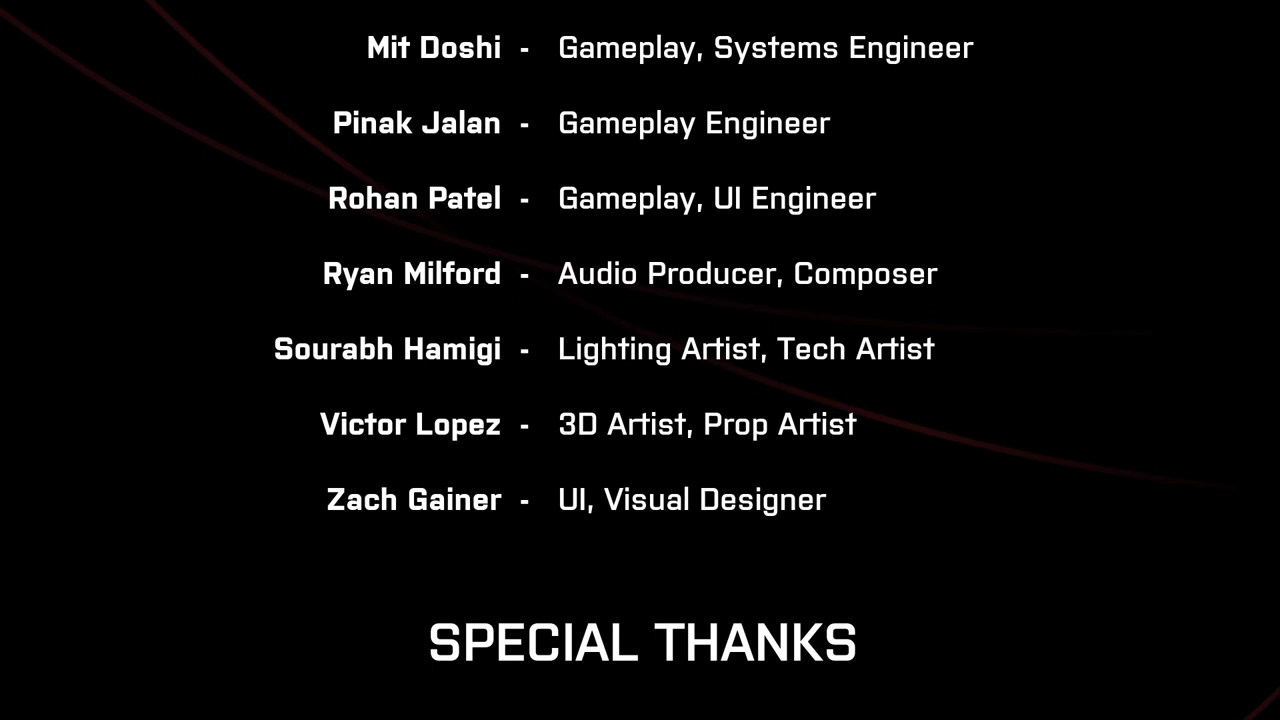 Mit Doshi - Gameplay, Systems Engineer
Pinak Jalan - Gameplay Engineer
Rohan Patel - Gameplay, UI Engineer
Ryan Milford - Audio Producer, Composer
Sourabh Hamigi - Lighting Artist, Tech Artist
Victor Lopez - 3D Artist, Prop Artist
Zach Gainer - UI, Visual Designer
SPECIAL THANKS